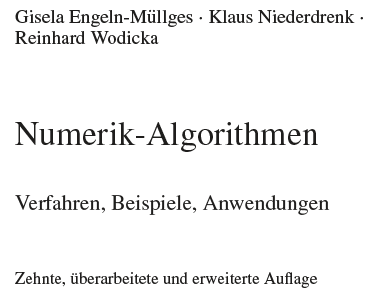 Gisela Engeln-Müllges · Klaus Niederdrenk ·
Reinhard Wodicka
Numerik-Algorithmen
Verfahren, Beispiele, Anwendungen
Zehnte, überarbeitete und erweiterte Auflage